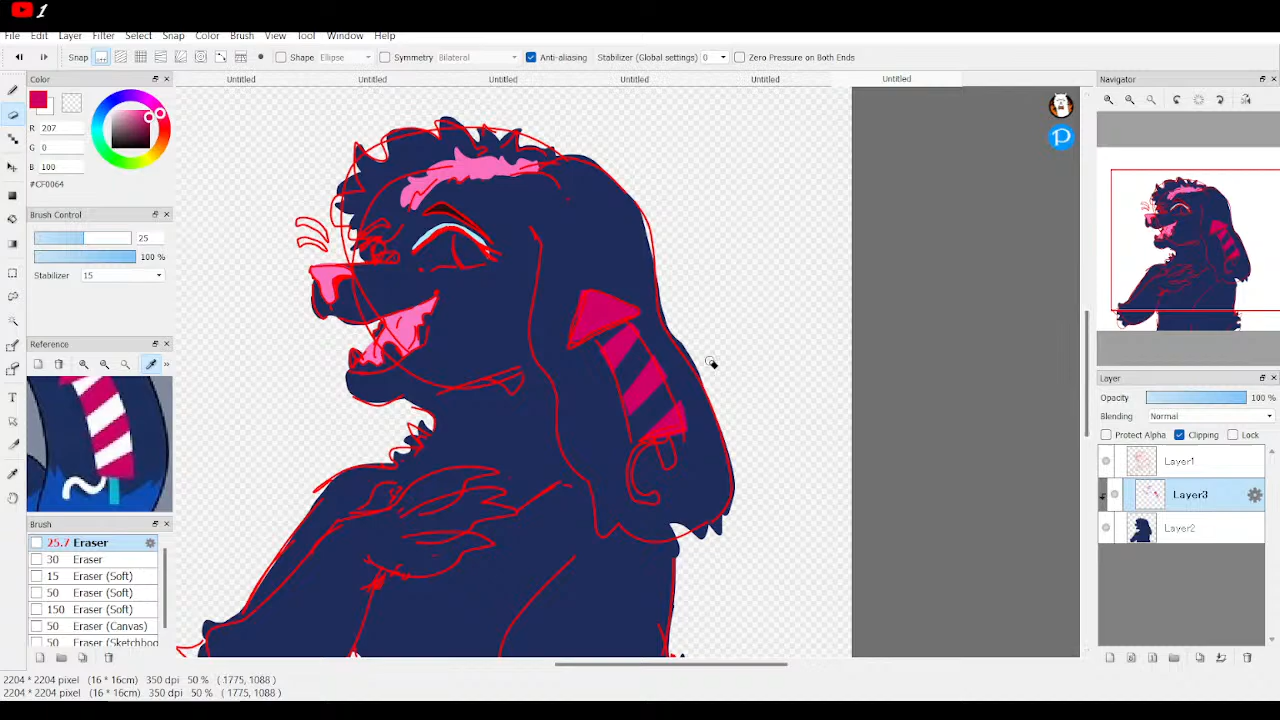 1
File Edit Layer Filter Select Snap Color Brush View Tool Window Help
Snap Shape Ellipse Symmetry Bilateral Anti-aliasing Stabilizer (Global settings) 0 Zero Pressure on Both Ends
Color
Untitled Untitled Untitled Untitled Untitled Untitled
Navigator
R 207
G 0
B 100
#CF0064
Brush Control
25
100 %
Stabilizer 15
Reference
Layer
Opacity 100 %
Blending Normal
Protect Alpha Clipping Lock
Layer1
Layer3
Layer2
Brush
25.7 Eraser
30 Eraser
15 Eraser (Soft)
50 Eraser (Soft)
150 Eraser (Soft)
50 Eraser (Canvas)
50 Eraser (Sketchboo
2204 * 2204 pixel (16 * 16cm) 350 dpi 50 % ( 1775, 1088 )
2204 * 2204 pixel (16 * 16cm) 350 dpi 50 % ( 1775, 1088 )